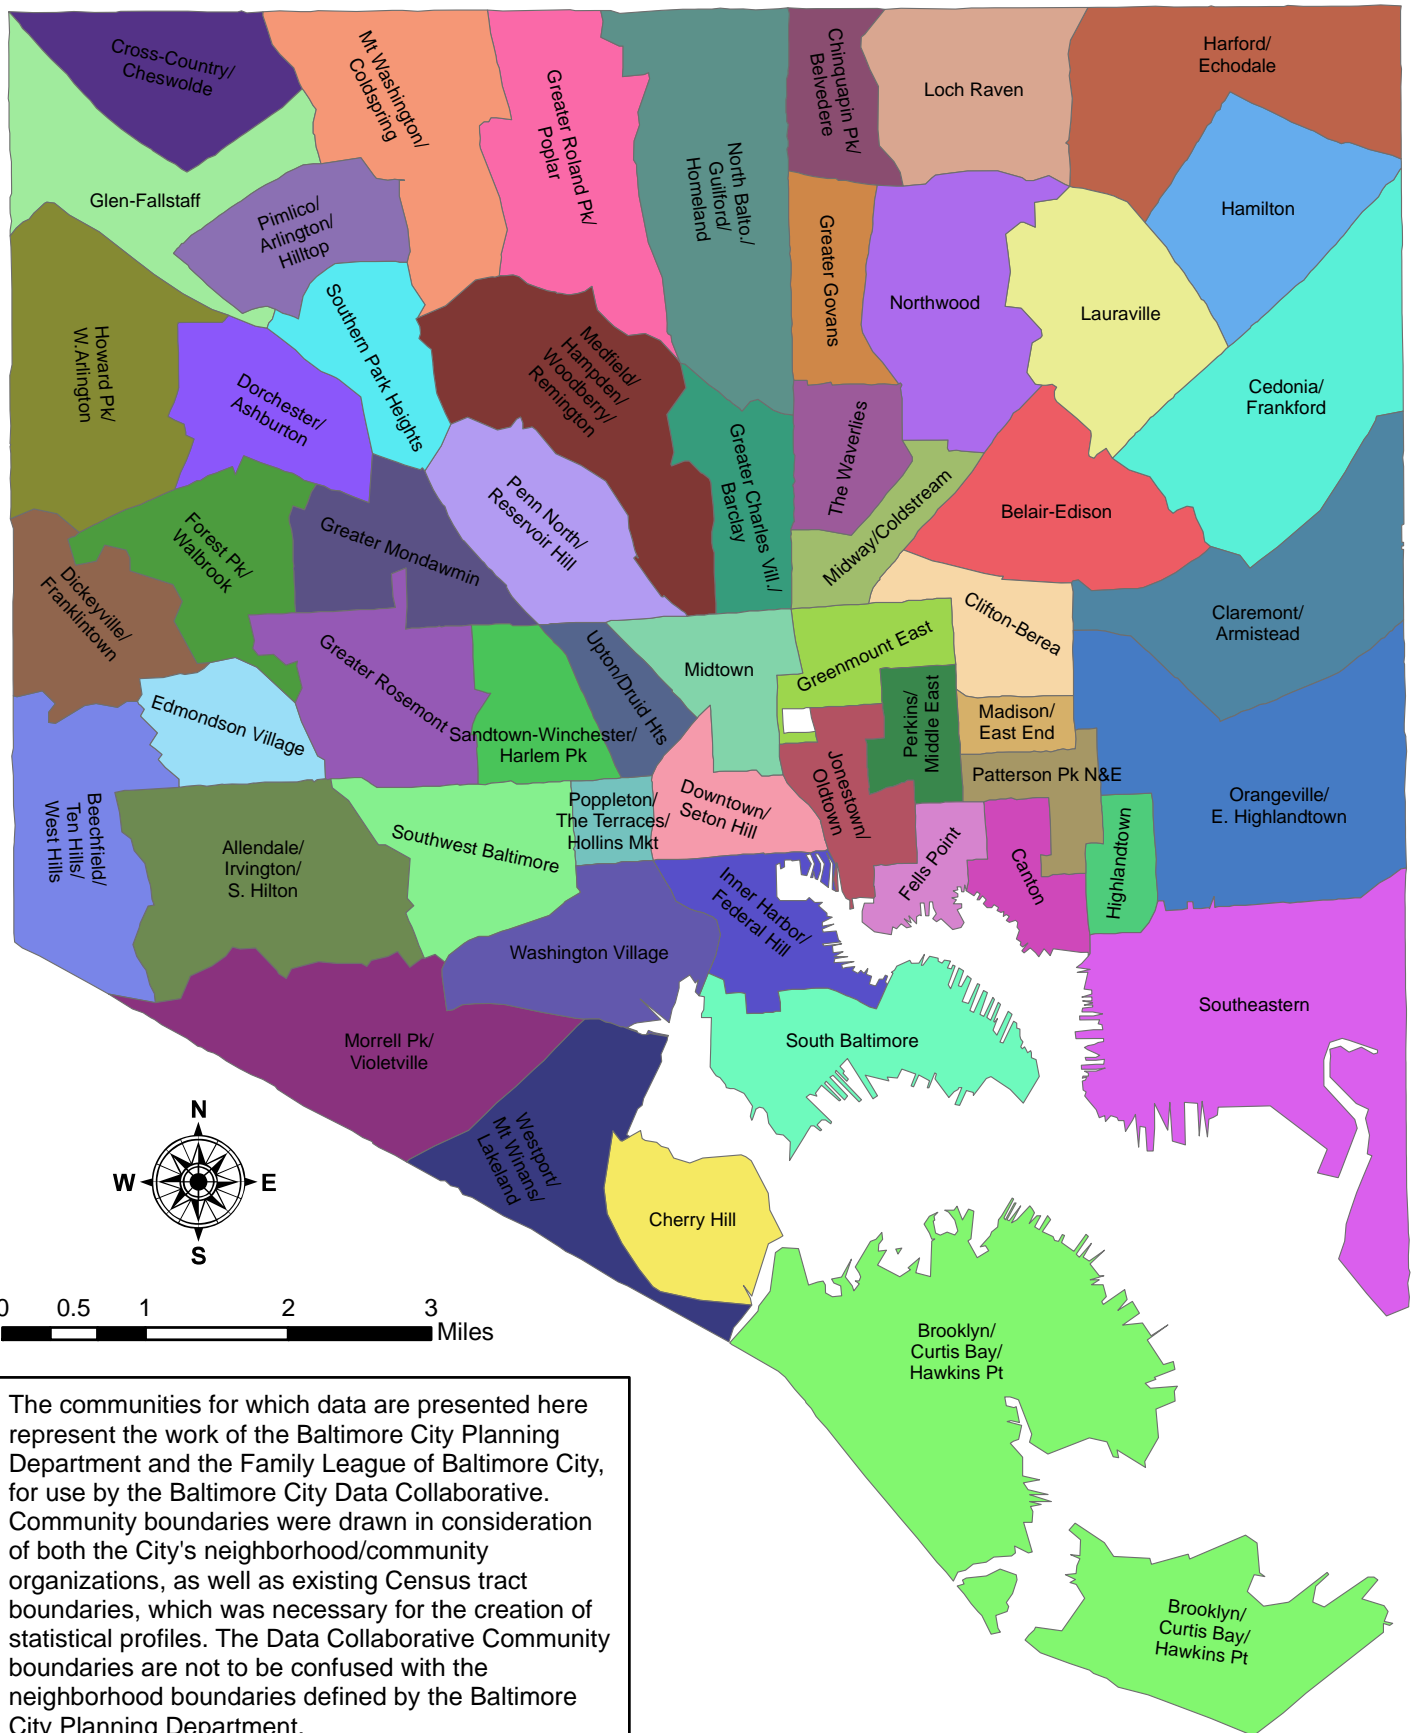 Cross-Country/
Cheswolde
Mt Washington/
Coldspring
Greater Roland Pk/
Poplar
North Balto./
Guilford/
Homeland
Chinquapin Pk/
Belvedere
Loch Raven
Harford/
Echodale
Glen-Fallstaff
Pimlico/
Arlington/
Hilltop
Hamilton
Greater Govans
Northwood
Lauraville
Howard Pk/
W.Arlington
Southern Park Heights
Dorchester/
Ashburton
Medfield/
Hampden/
Woodberry/
Remington
Cedonia/
Frankford
The Waverlies
Greater Charles Vill./
Barclay
Midway/Coldstream
Belair-Edison
Penn North/
Reservoir Hill
Greater Mondawmin
Forest Pk/
Walbrook
Dickeyville/
Franklintown
Claremont/
Armistead
Clifton-Berea
Greenmount East
Midtown
Upton/Druid Hts
Greater Rosemont
Edmondson Village
Sandtown-Winchester/
Harlem Pk
Perkins/
Middle East
Madison/
East End
Patterson Pk N&E
Orangeville/
E. Highlandtown
Jonestown/
Oldtown
Downtown/
Seton Hill
Poppleton/
The Terraces/
Hollins Mkt
Southwest Baltimore
Allendale/
Irvington/
S. Hilton
Beechfield/
Ten Hills/
West Hills
Fells Point
Canton
Highlandtown
Inner Harbor/
Federal Hill
Washington Village
Southeastern
South Baltimore
Morrell Pk/
Violetville
Westport/
Mt Winans/
Lakeland
Cherry Hill
N
W E
S
0 0.5 1 2 3
Miles
Brooklyn/
Curtis Bay/
Hawkins Pt
Brooklyn/
Curtis Bay/
Hawkins Pt
The communities for which data are presented here
represent the work of the Baltimore City Planning
Department and the Family League of Baltimore City,
for use by the Baltimore City Data Collaborative.
Community boundaries were drawn in consideration
of both the City's neighborhood/community
organizations, as well as existing Census tract
boundaries, which was necessary for the creation of
statistical profiles. The Data Collaborative Community
boundaries are not to be confused with the
neighborhood boundaries defined by the Baltimore
City Planning Department.